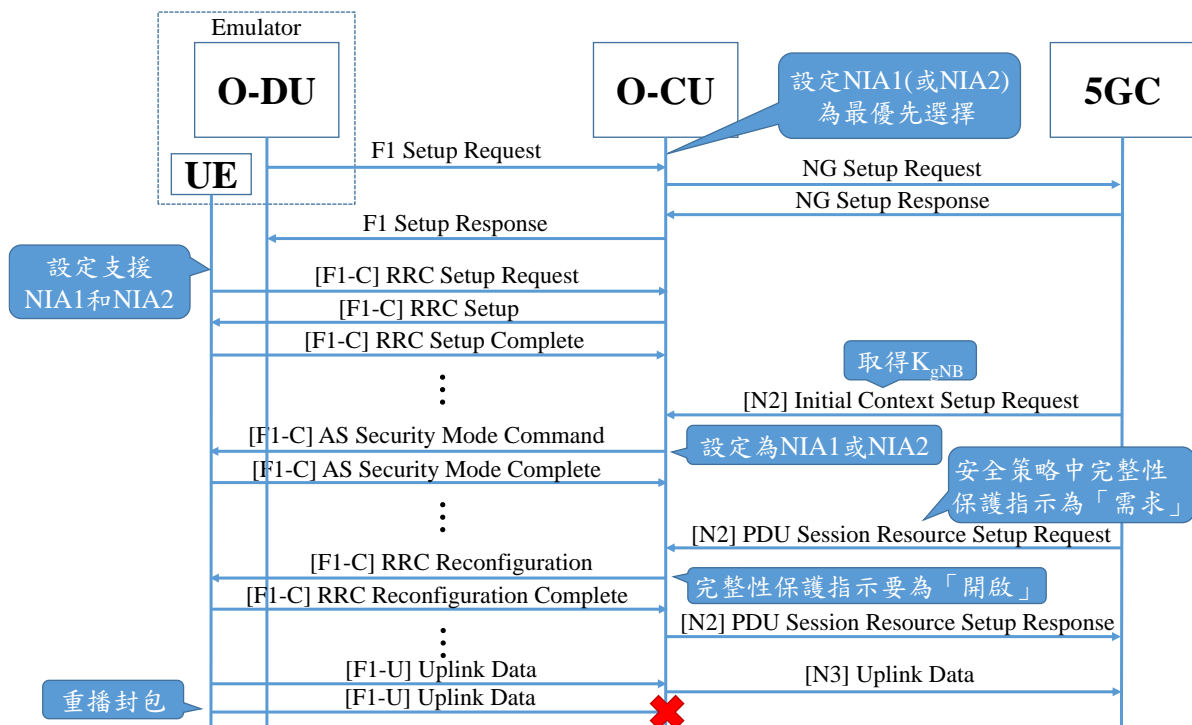 Emulator
O-DU
O-CU
5GC
設定NIA1(或NIA2)
為最優先選擇
F1 Setup Request
UE
NG Setup Request
NG Setup Response
F1 Setup Response
設定支援
NIA1和NIA2
[F1-C] RRC Setup Request
[F1-C] RRC Setup
[F1-C] RRC Setup Complete
取得KgNB
[N2] Initial Context Setup Request
[F1-C] AS Security Mode Command
設定為NIA1或NIA2
[F1-C] AS Security Mode Complete
安全策略中完整性
保護指示為「需求」
[N2] PDU Session Resource Setup Request
[F1-C] RRC Reconfiguration
完整性保護指示要為「開啟」
[F1-C] RRC Reconfiguration Complete
[N2] PDU Session Resource Setup Response
[F1-U] Uplink Data
[N3] Uplink Data
重播封包
[F1-U] Uplink Data